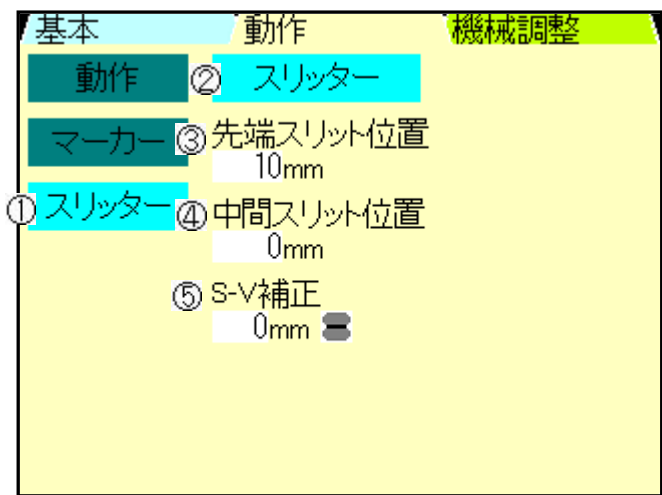 基本 動作 機械調整
動作 ② スリッター
マーカー ③ 先端スリット位置
10mm
① スリッター ④ 中間スリット位置
0mm
⑤ S-V補正
0mm